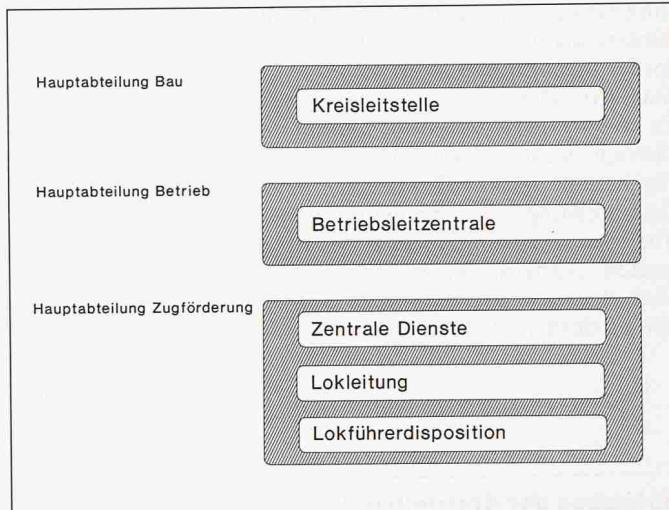 Hauptabteilung Bau
Kreisleitstelle
Hauptabteilung Betrieb
Betriebsleitzentrale
Hauptabteilung Zugförderung
Zentrale Dienste
Lokleitung
Lokführerdisposition